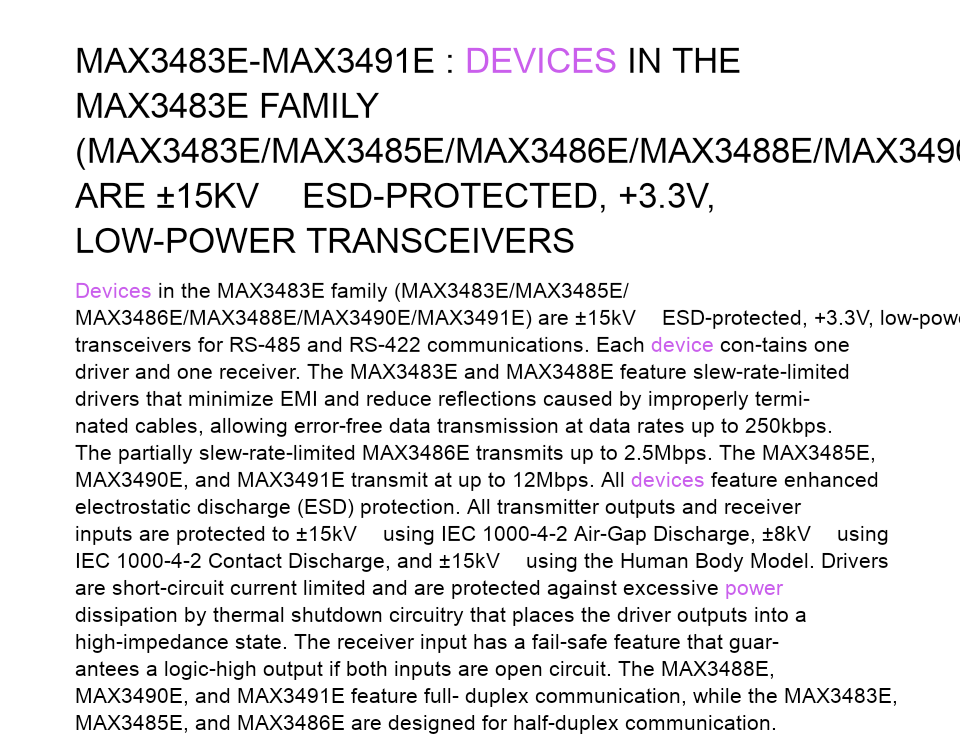 MAX3483E-MAX3491E : DEVICES IN THE
MAX3483E FAMILY
(MAX3483E/MAX3485E/MAX3486E/MAX3488E/MAX3490
ARE ±15KV ESD-PROTECTED, +3.3V,
LOW-POWER TRANSCEIVERS
Devices in the MAX3483E family (MAX3483E/MAX3485E/
MAX3486E/MAX3488E/MAX3490E/MAX3491E) are ±15kV ESD-protected, +3.3V, low-pow
transceivers for RS-485 and RS-422 communications. Each device con-tains one
driver and one receiver. The MAX3483E and MAX3488E feature slew-rate-limited
drivers that minimize EMI and reduce reflections caused by improperly termi-
nated cables, allowing error-free data transmission at data rates up to 250kbps.
The partially slew-rate-limited MAX3486E transmits up to 2.5Mbps. The MAX3485E,
MAX3490E, and MAX3491E transmit at up to 12Mbps. All devices feature enhanced
electrostatic discharge (ESD) protection. All transmitter outputs and receiver
inputs are protected to ±15kV using IEC 1000-4-2 Air-Gap Discharge, ±8kV using
IEC 1000-4-2 Contact Discharge, and ±15kV using the Human Body Model. Drivers
are short-circuit current limited and are protected against excessive power
dissipation by thermal shutdown circuitry that places the driver outputs into a
high-impedance state. The receiver input has a fail-safe feature that guar-
antees a logic-high output if both inputs are open circuit. The MAX3488E,
MAX3490E, and MAX3491E feature full- duplex communication, while the MAX3483E,
MAX3485E, and MAX3486E are designed for half-duplex communication.